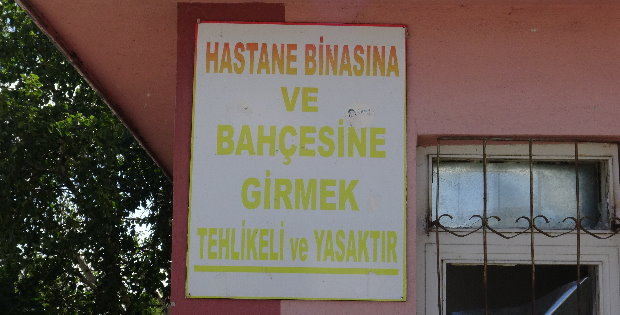 HASTANE BİNASINA
VE
BAHÇESİNE
GİRMEK
TEHLİKELİ ve YASAKTIR